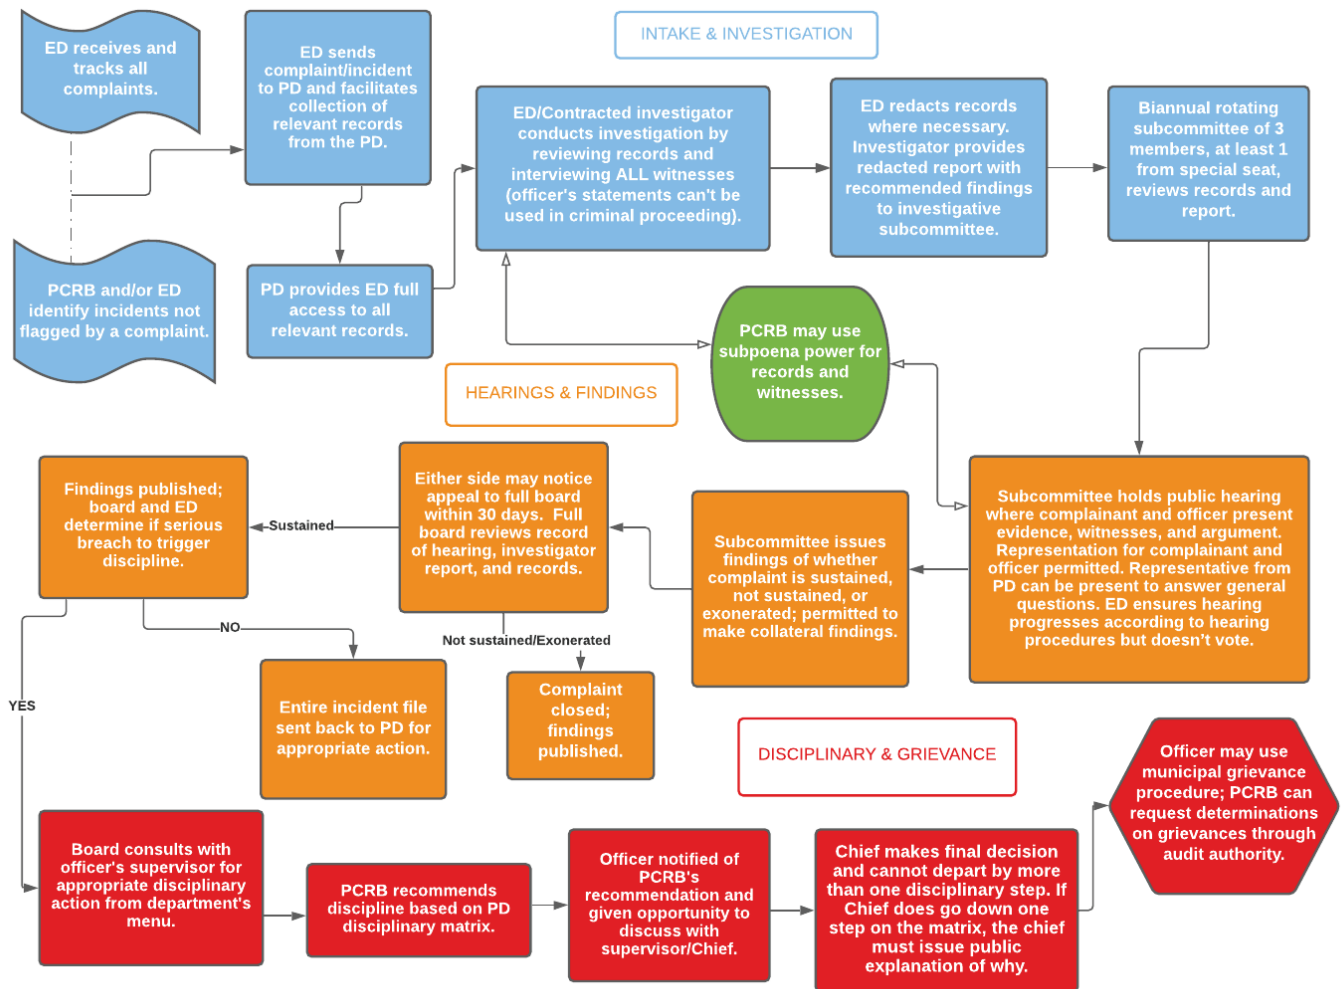 ED receives and
tracks all
complaints.
ED sends
complaint/incident
to PD and facilitates
collection of
relevant records
from the PD.
INTAKE & INVESTIGATION
ED/Contracted investigator
conducts investigation by
reviewing records and
interviewing ALL witnesses
(officer's statements can't be
used in criminal proceeding).
ED redacts records
where necessary.
Investigator provides
redacted report with
recommended findings
to investigative
subcommittee.
Biannual rotating
subcommittee of 3
members, at least 1
from special seat,
reviews records and
report.
PCRB and/or ED
identify incidents not
flagged by a complaint.
PD provides ED full
access to all
relevant records.
PCRB may use
subpoena power for
records and
witnesses.
HEARINGS & FINDINGS
Findings published;
board and ED
determine if serious
breach to trigger
discipline.
Sustained
Either side may notice
appeal to full board
within 30 days.  Full
board reviews record
of hearing, investigator
report, and records.
Subcommittee issues
findings of whether
complaint is sustained,
not sustained, or
exonerated; permitted to
make collateral findings.
Subcommittee holds public hearing
where complainant and officer present
evidence, witnesses, and argument.
Representation for complainant and
officer permitted. Representative from
PD can be present to answer general
questions. ED ensures hearing
progresses according to hearing
procedures but doesn't vote.
NO
Not sustained/Exonerated
YES
Entire incident file
sent back to PD for
appropriate action.
Complaint
closed;
findings
published.
DISCIPLINARY & GRIEVANCE
Officer may use
municipal grievance
procedure; PCRB can
request determinations
on grievances through
audit authority.
Board consults with
officer's supervisor for
appropriate disciplinary
action from department's
menu.
PCRB recommends
discipline based on PD
disciplinary matrix.
Officer notified of
PCRB's
recommendation and
given opportunity to
discuss with
supervisor/Chief.
Chief makes final decision
and cannot depart by more
than one disciplinary step. If
Chief does go down one
step on the matrix, the chief
must issue public
explanation of why.